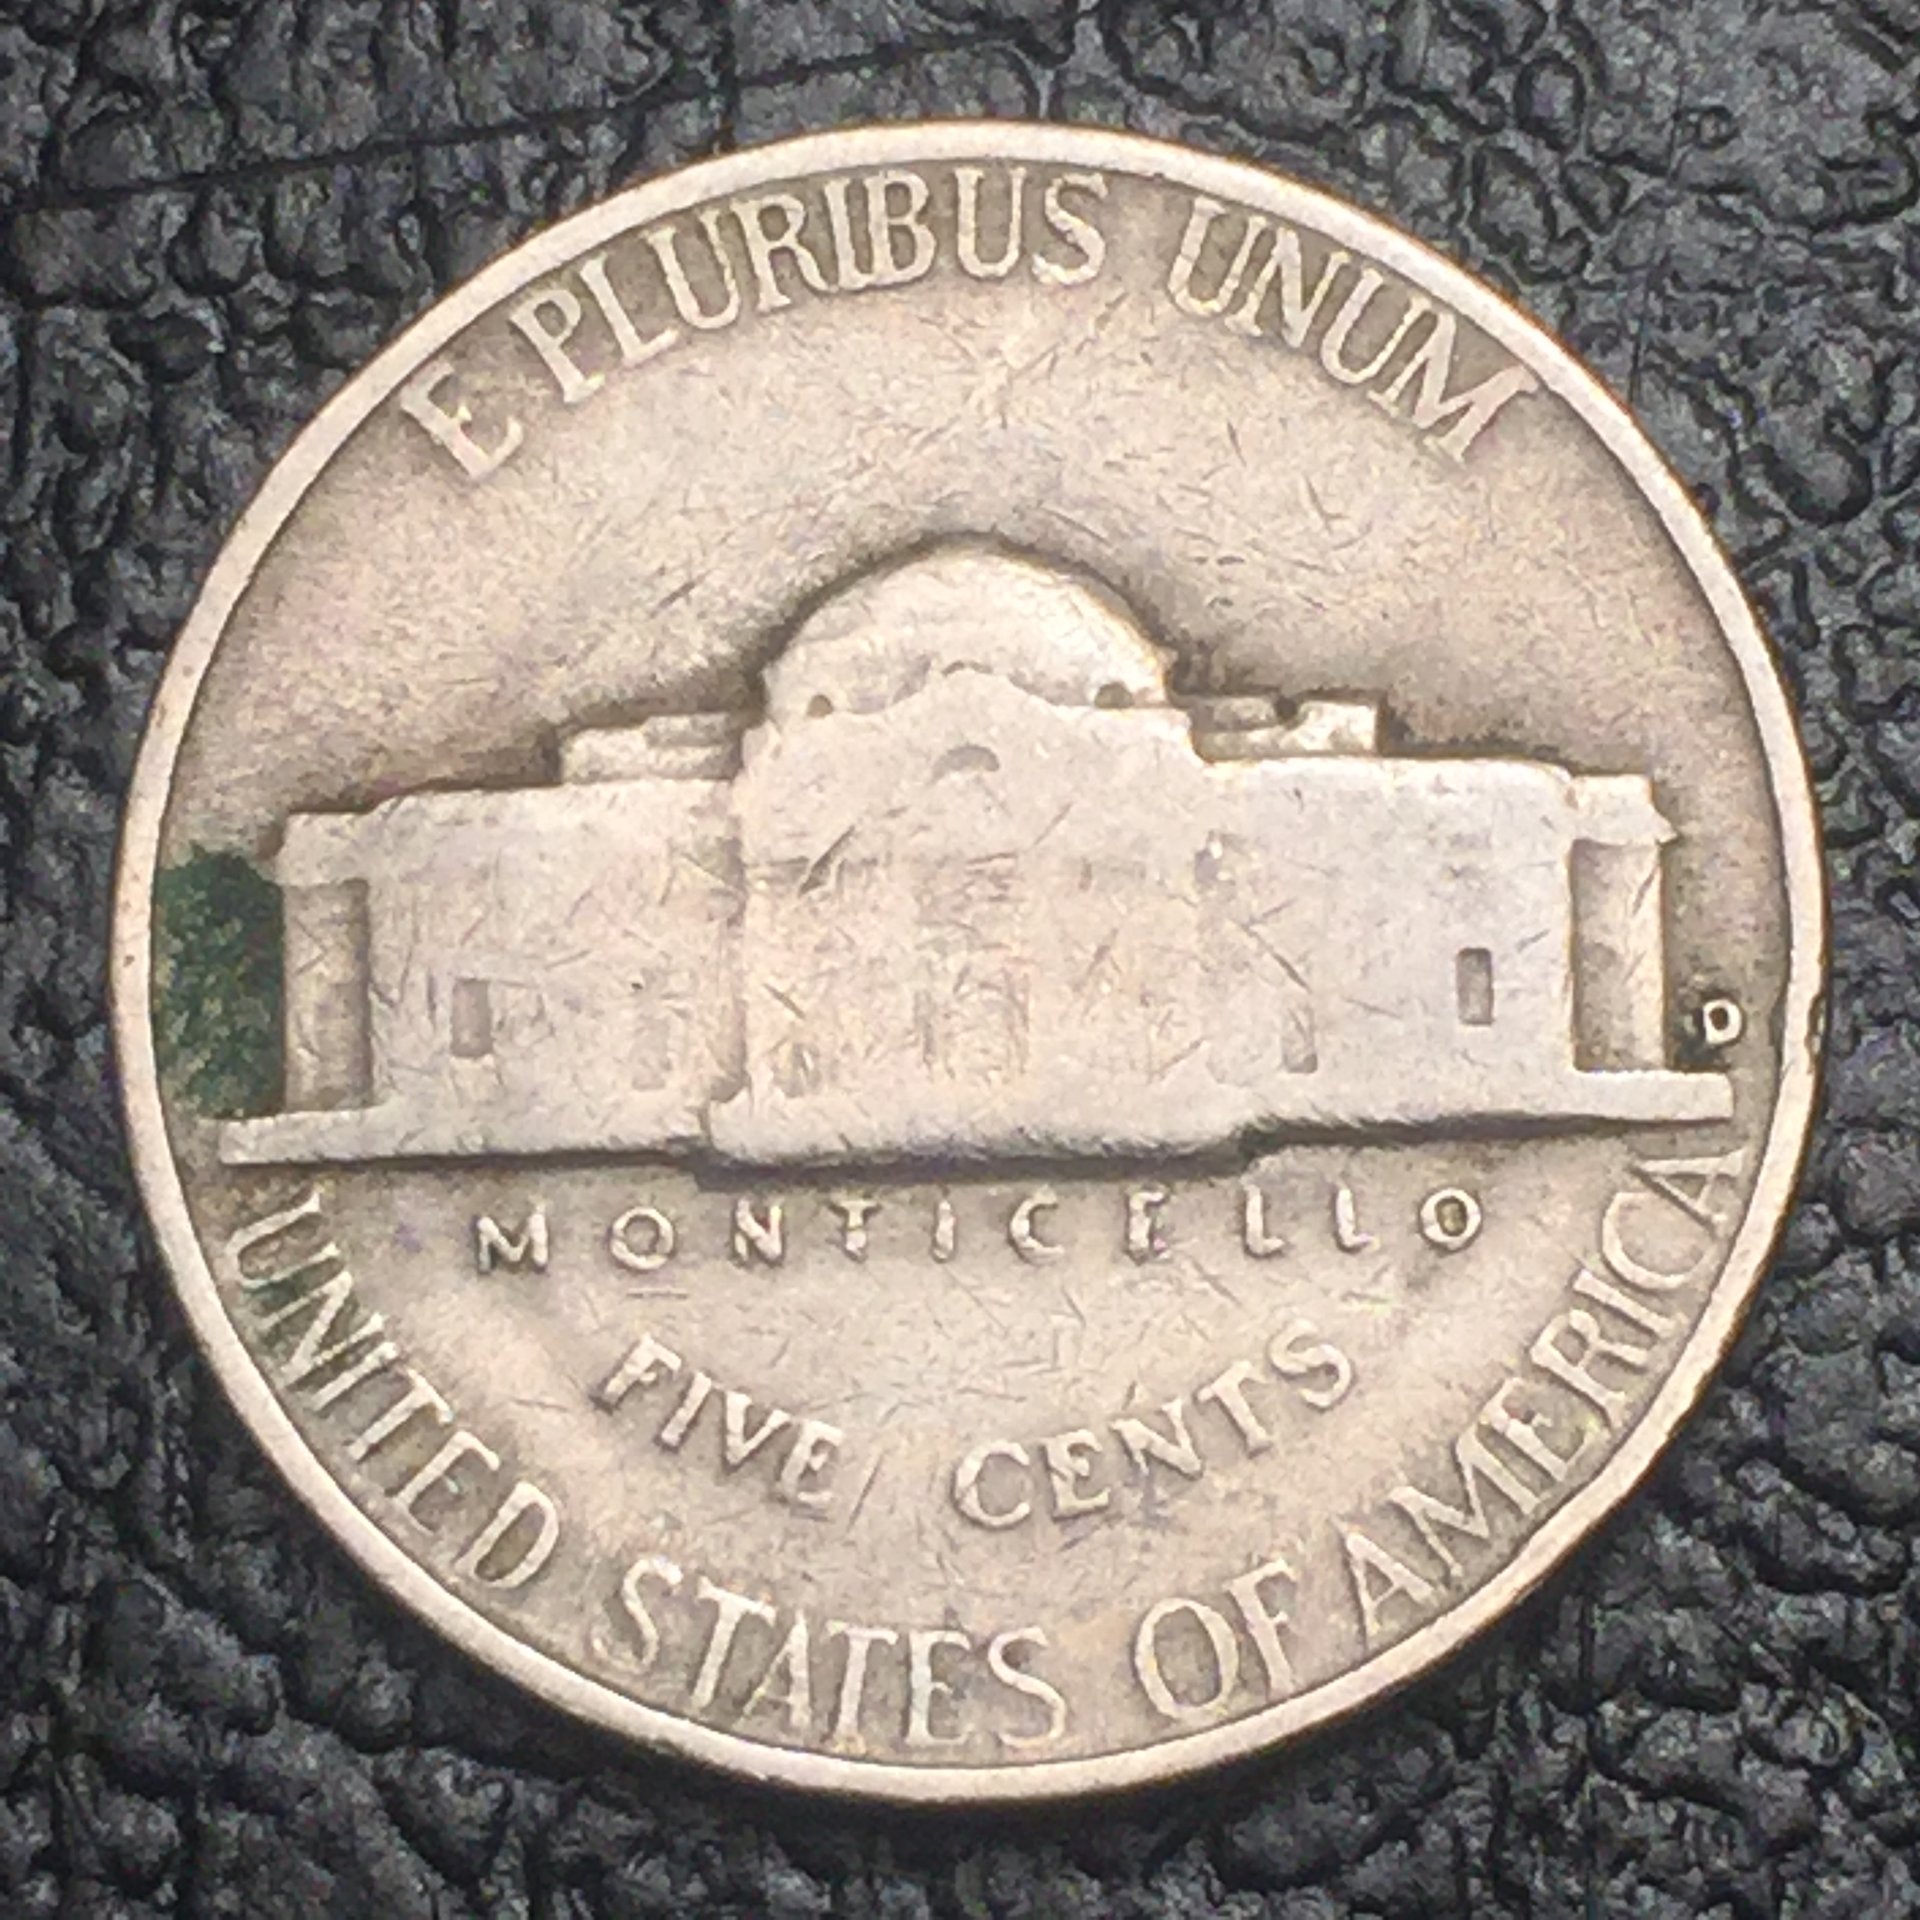 E PLURIBUS UNUM
D
MONTICELLO
FIVE CENTS
UNITED STATES OF AMERICA